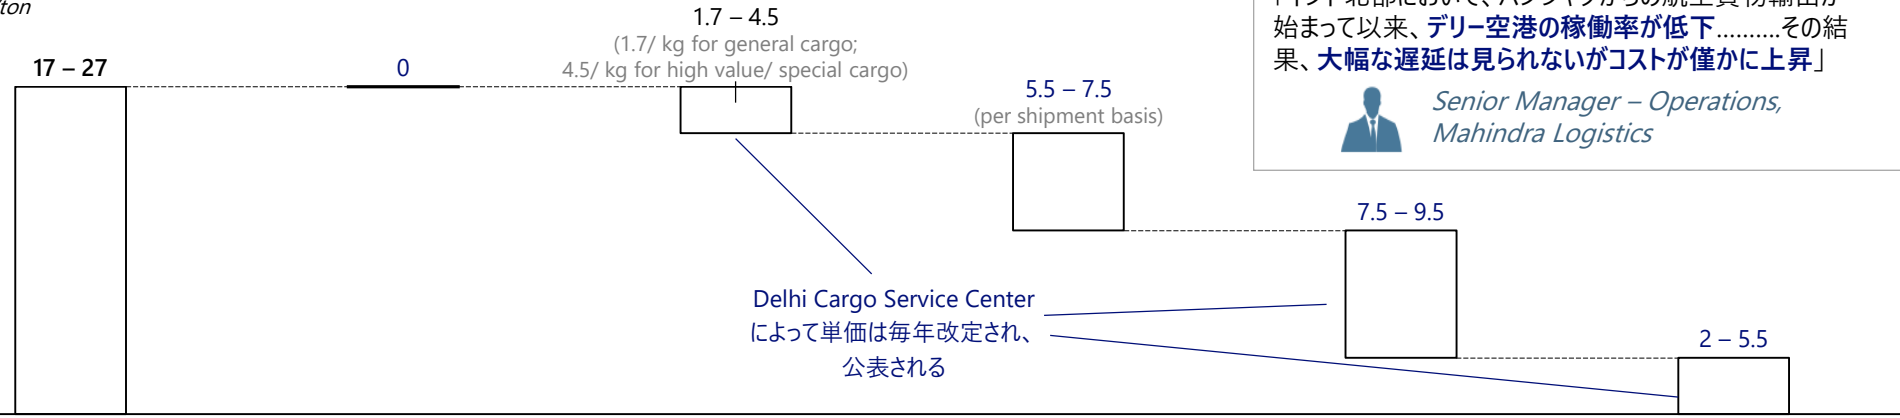 ton
17 – 27
0
1.7 – 4.5
(1.7/ kg for general cargo;
4.5/ kg for high value/ special cargo)
5.5 – 7.5
(per shipment basis)
7.5 – 9.5
2 – 5.5
Delhi Cargo Service Center
によって単価は毎年改定され、
公表される
始まって以来、デリー空港の稼働率が低下.........その結
果、大幅な遅延は見られないがコストが僅かに上昇」
Senior Manager – Operations,
Mahindra Logistics